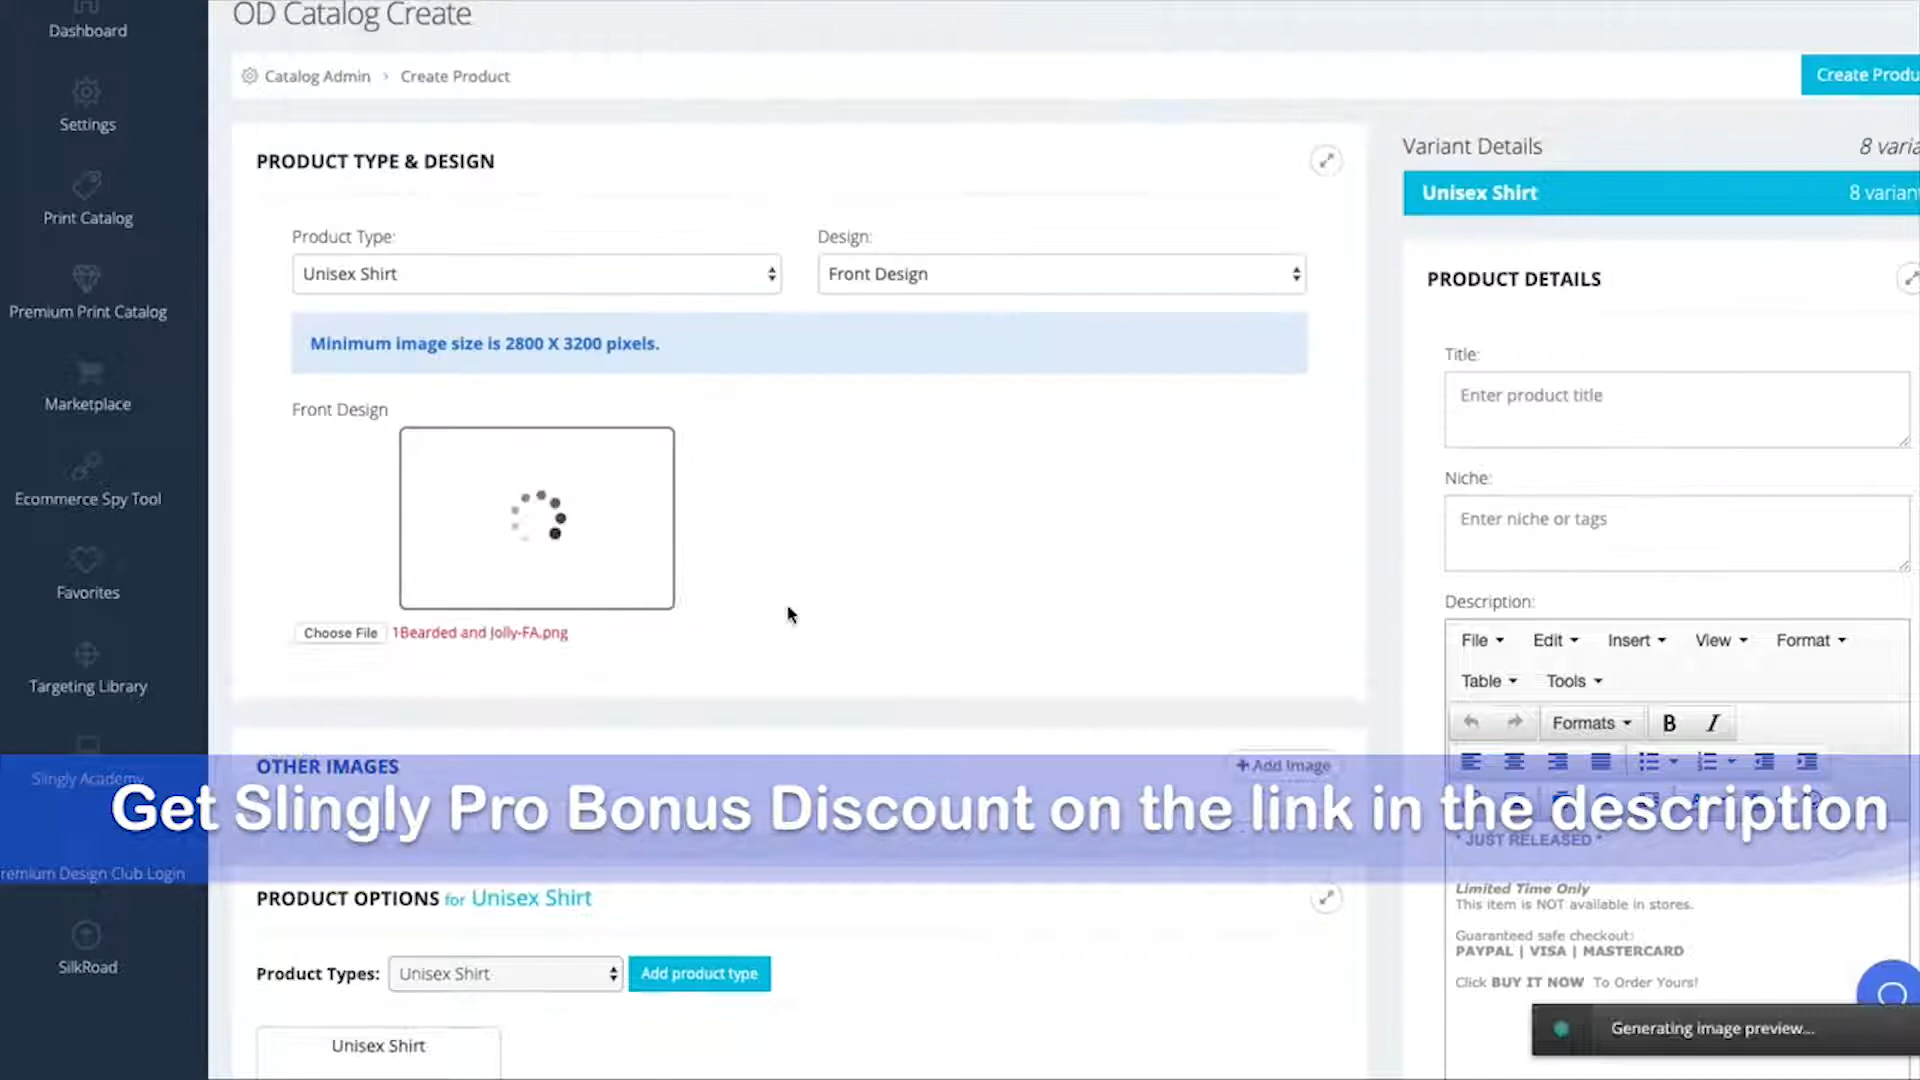 OD Catalog Create
Dashboard
Settings
Print Catalog
Premium Print Catalog
Marketplace
Ecommerce Spy Tool
Favorites
Targeting Library
Slingly Academy
remium Design Club Login
SilkRoad
Catalog Admin › Create Product
Create Produ
PRODUCT TYPE & DESIGN
Product Type:
Unisex Shirt
Design:
Front Design
Minimum image size is 2800 X 3200 pixels.
Front Design
Choose File 1Bearded and Jolly-FA.png
OTHER IMAGES
+ Add Image
Get Slingly Pro Bonus Discount on the link in the description
PRODUCT OPTIONS for Unisex Shirt
Product Types: Unisex Shirt Add product type
Unisex Shirt
Variant Details 8 varia
Unisex Shirt 8 variant
PRODUCT DETAILS
Title:
Enter product title
Niche:
Enter niche or tags
Description:
File Edit Insert View Format
Table Tools
Formats B I
* JUST RELEASED *
Limited Time Only
This item is NOT available in stores.
Guaranteed safe checkout:
PAYPAL | VISA | MASTERCARD
Click BUY IT NOW To Order Yours!
Generating image preview...